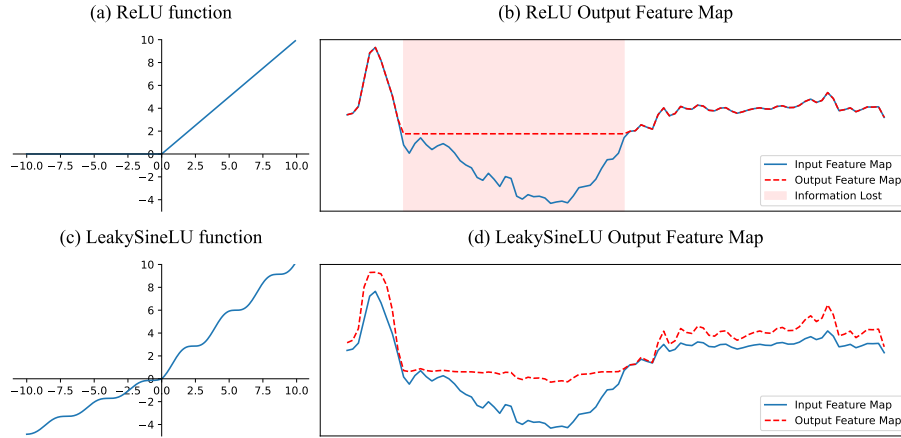 (a) ReLU function
(b) ReLU Output Feature Map
10
8
6
4
2
0
−4
−10.0 −7.5 −5.0 −2.5 0.0 2.5 5.0 7.5 10.0
Input Feature Map
Output Feature Map
Information Lost
(c) LeakySineLU function
(d) LeakySineLU Output Feature Map
10
8
6
4
2
0
−4
−10.0 −7.5 −5.0 −2.5 0.0 2.5 5.0 7.5 10.0
Input Feature Map
Output Feature Map